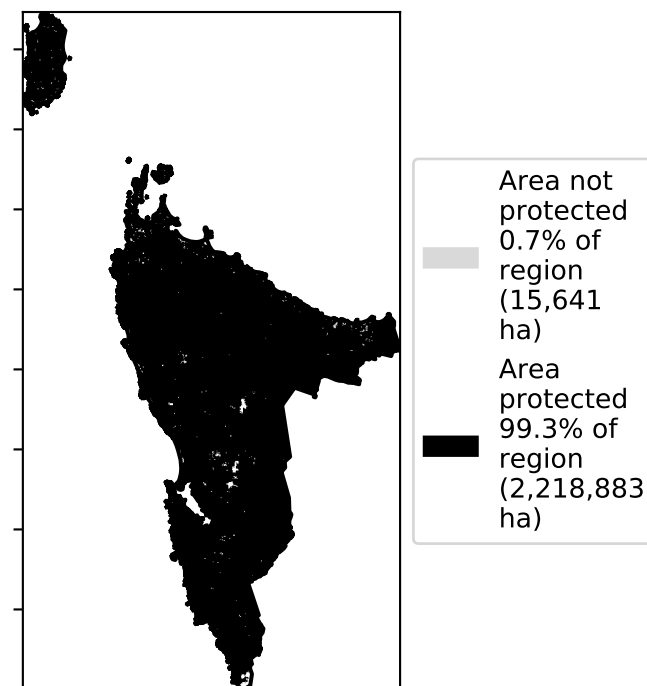 Area not
protected
0.7% of
region
(15,641
ha)
Area
protected
99.3% of
region
(2,218,883
ha)